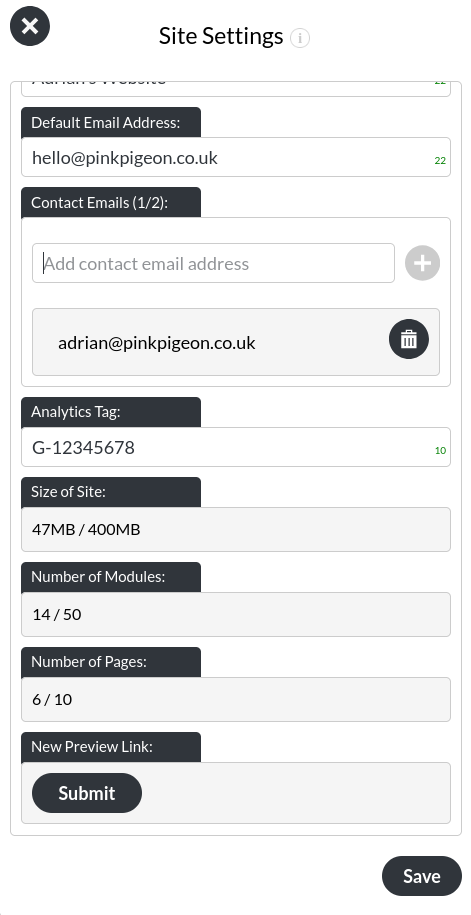 Site Settings
Adrian's Website
22
Default Email Address:
hello@pinkpigeon.co.uk
22
Contact Emails (1/2):
Add contact email address
adrian@pinkpigeon.co.uk
Analytics Tag:
G-12345678
10
Size of Site:
47MB / 400MB
Number of Modules:
14 / 50
Number of Pages:
6 / 10
New Preview Link:
Submit
Save